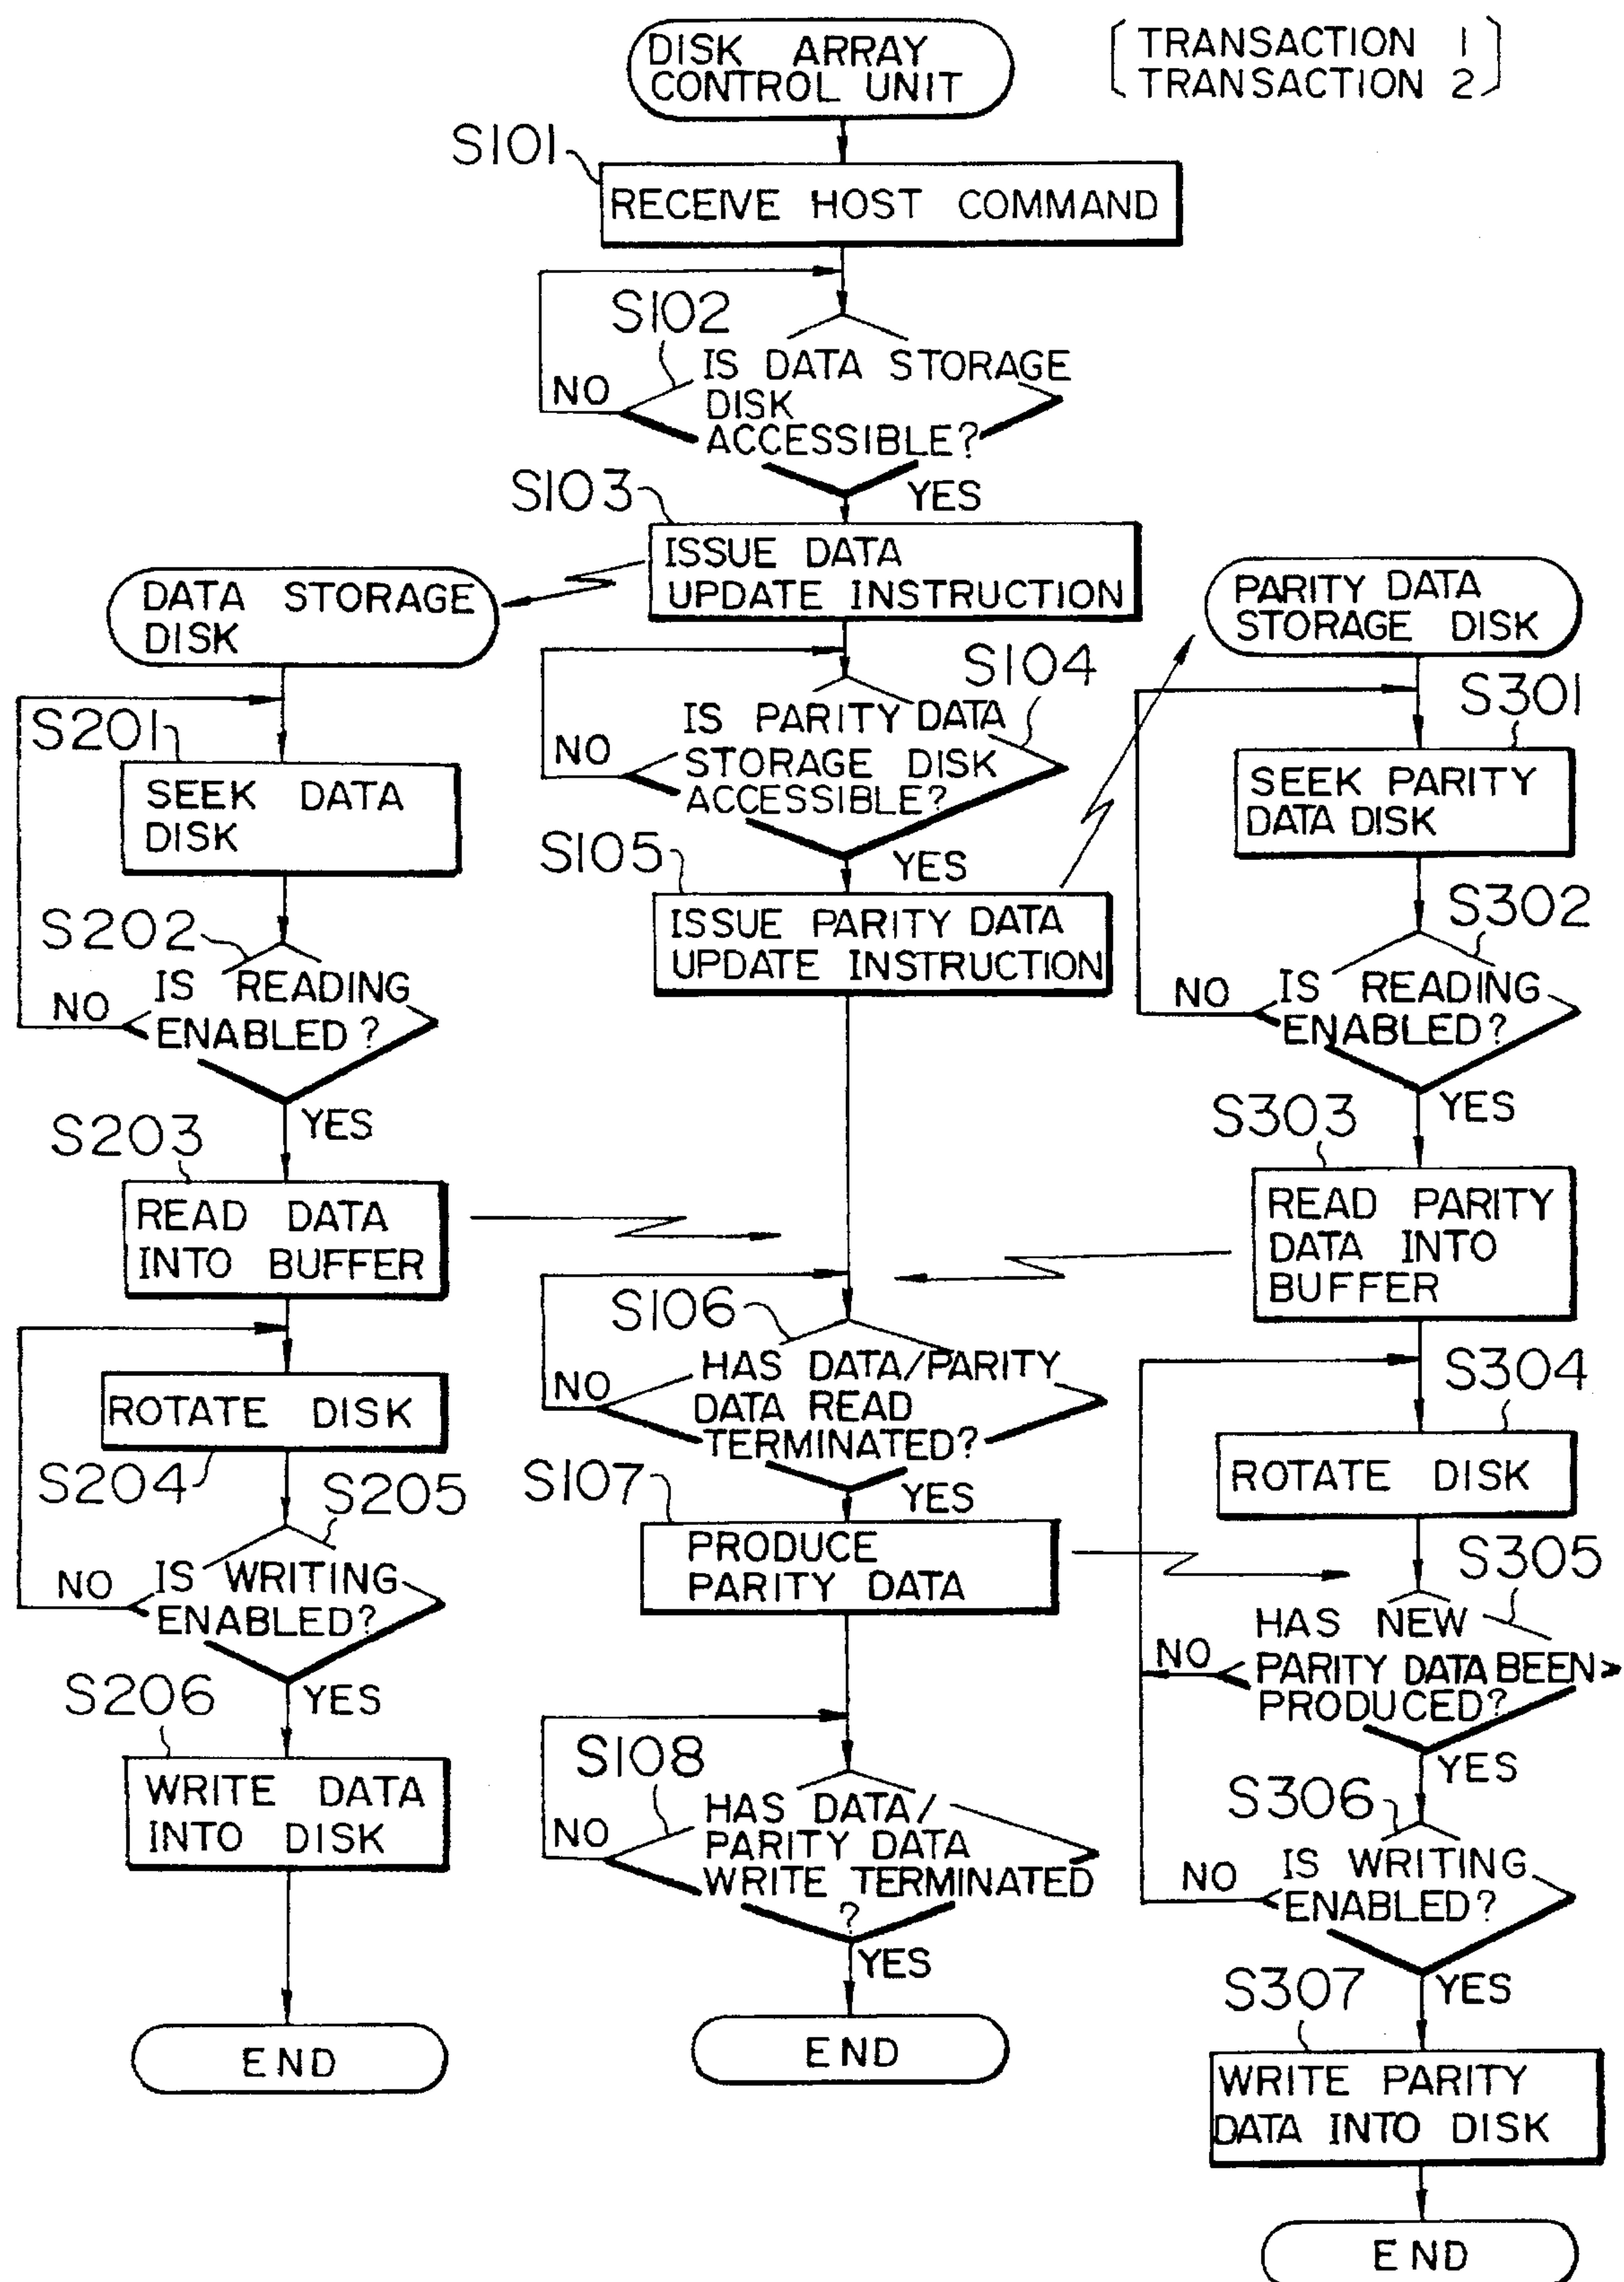 DISK ARRAY
CONTROL UNIT
TRANSACTION 1
TRANSACTION 2
S101
RECEIVE HOST COMMAND
S102
IS DATA STORAGE
DISK
ACCESSIBLE?
NO
YES
S103
ISSUE DATA
UPDATE INSTRUCTION
S104
IS PARITY DATA
STORAGE DISK
ACCESSIBLE?
NO
YES
S105
ISSUE PARITY DATA
UPDATE INSTRUCTION
S106
HAS DATA/PARITY
DATA READ
TERMINATED?
NO
YES
S107
PRODUCE
PARITY DATA
S108
HAS DATA/
PARITY DATA
WRITE TERMINATED
?
NO
YES
END
DATA STORAGE
DISK
S201
SEEK DATA
DISK
S202
IS READING
ENABLED?
NO
YES
S203
READ DATA
INTO BUFFER
ROTATE DISK
S204
S205
IS WRITING
ENABLED?
NO
YES
S206
WRITE DATA
INTO DISK
END
PARITY DATA
STORAGE DISK
S301
SEEK PARITY
DATA DISK
S302
IS READING
ENABLED?
NO
YES
S303
READ PARITY
DATA INTO
BUFFER
S304
ROTATE DISK
S305
HAS NEW
PARITY DATA BEEN
PRODUCED?
NO
YES
S306
IS WRITING
ENABLED?
NO
YES
S307
WRITE PARITY
DATA INTO DISK
END